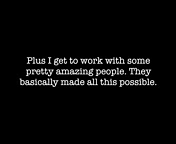 Plus I get to work with some
pretty amazing people. They
basically made all this possible.